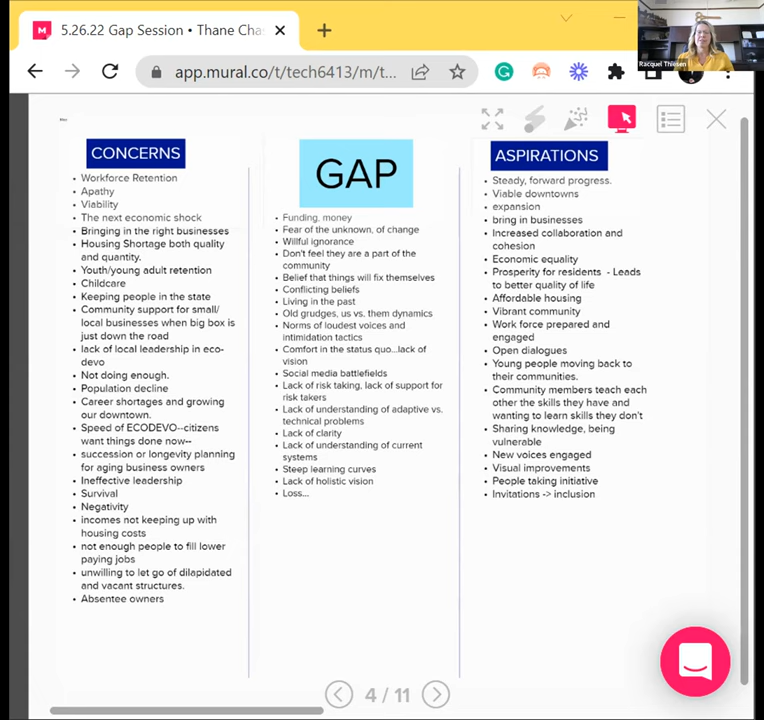 5.26.22 Gap Session • Thane Cha
app.mural.co/t/tech6413/m/t...
Racquel Thiesen
CONCERNS
• Workforce Retention
• Apathy
• Viability
• The next economic shock
• Bringing in the right businesses
• Housing Shortage both quality
and quantity.
• Youth/young adult retention
• Childcare
• Keeping people in the state
• Community support for small/
local businesses when big box is
just down the road
• lack of local leadership in eco-
devo
• Not doing enough.
• Population decline
• Career shortages and growing
our downtown.
• Speed of ECODEVO--citizens
want things done now--
• succession or longevity planning
for aging business owners
• Ineffective leadership
• Survival
• Negativity
• incomes not keeping up with
housing costs
• not enough people to fill lower
paying jobs
• unwilling to let go of dilapidated
and vacant structures.
• Absentee owners
GAP
• Funding, money
• Fear of the unknown, of change
• Willful ignorance
• Don't feel they are a part of the
community
• Belief that things will fix themselves
• Conflicting beliefs
• Living in the past
• Old grudges, us vs. them dynamics
• Norms of loudest voices and
intimidation tactics
• Comfort in the status quo...lack of
vision
• Social media battlefields
• Lack of risk taking, lack of support for
risk takers
• Lack of understanding of adaptive vs.
technical problems
• Lack of clarity
• Lack of understanding of current
systems
• Steep learning curves
• Lack of holistic vision
• Loss...
ASPIRATIONS
• Steady, forward progress.
• Viable downtowns
• expansion
• bring in businesses
• Increased collaboration and
cohesion
• Economic equality
• Prosperity for residents - Leads
to better quality of life
• Affordable housing
• Vibrant community
• Work force prepared and
engaged
• Open dialogues
• Young people moving back to
their communities.
• Community members teach each
other the skills they have and
wanting to learn skills they don't
• Sharing knowledge, being
vulnerable
• New voices engaged
• Visual improvements
• People taking initiative
• Invitations -> inclusion
4 / 11